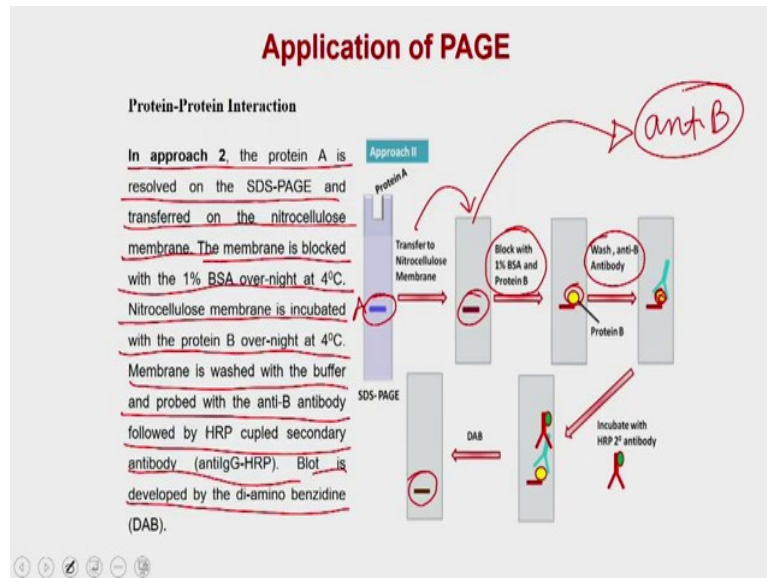 Application of PAGE
Protein-Protein Interaction
In approach 2, the protein A is
resolved on the SDS-PAGE and
transferred on the nitrocellulose
membrane. The membrane is blocked
with the 1% BSA over-night at 4⁰C.
Nitrocellulose membrane is incubated
with the protein B over-night at 4⁰C.
Membrane is washed with the buffer
and probed with the anti-B antibody
followed by HRP cupled secondary
antibody (antiIgG-HRP). Blot is
developed by the di-amino benzidine
(DAB).
Approach II
Protein A
A
SDS-PAGE
Transfer to
Nitrocellulose
Membrane
Block with
1% BSA and
Protein B
Protein B
Wash , anti-B
Antibody
anti B
Incubate with
HRP 2⁰ antibody
DAB